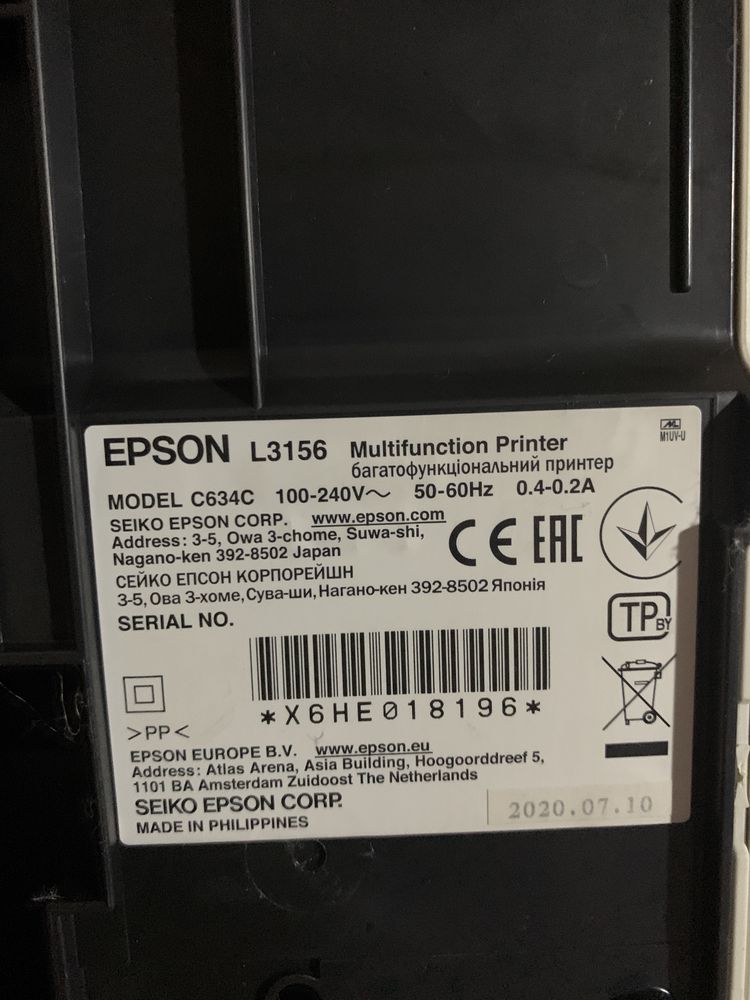 EPSON L3156 Multifunction Printer
багатофункціональний принтер
MODEL C634C 100-240V~ 50-60Hz 0.4-0.2A
SEIKO EPSON CORP. www.epson.com
Address: 3-5, Owa 3-chome, Suwa-shi,
Nagano-ken 392-8502 Japan
СЕЙКО ЕПСОН КОРПОРЕЙШН
3-5, Ова 3-хоме, Сува-ши, Нагано-кен 392-8502 Японія
SERIAL NO.
*X6HE018196*
>PP<
EPSON EUROPE B.V. www.epson.eu
Address: Atlas Arena, Asia Building, Hoogoorddreef 5,
1101 BA Amsterdam Zuidoost The Netherlands
SEIKO EPSON CORP.
MADE IN PHILIPPINES
2020.07.10
ML
M1UV-U
CE EAC
TP BY